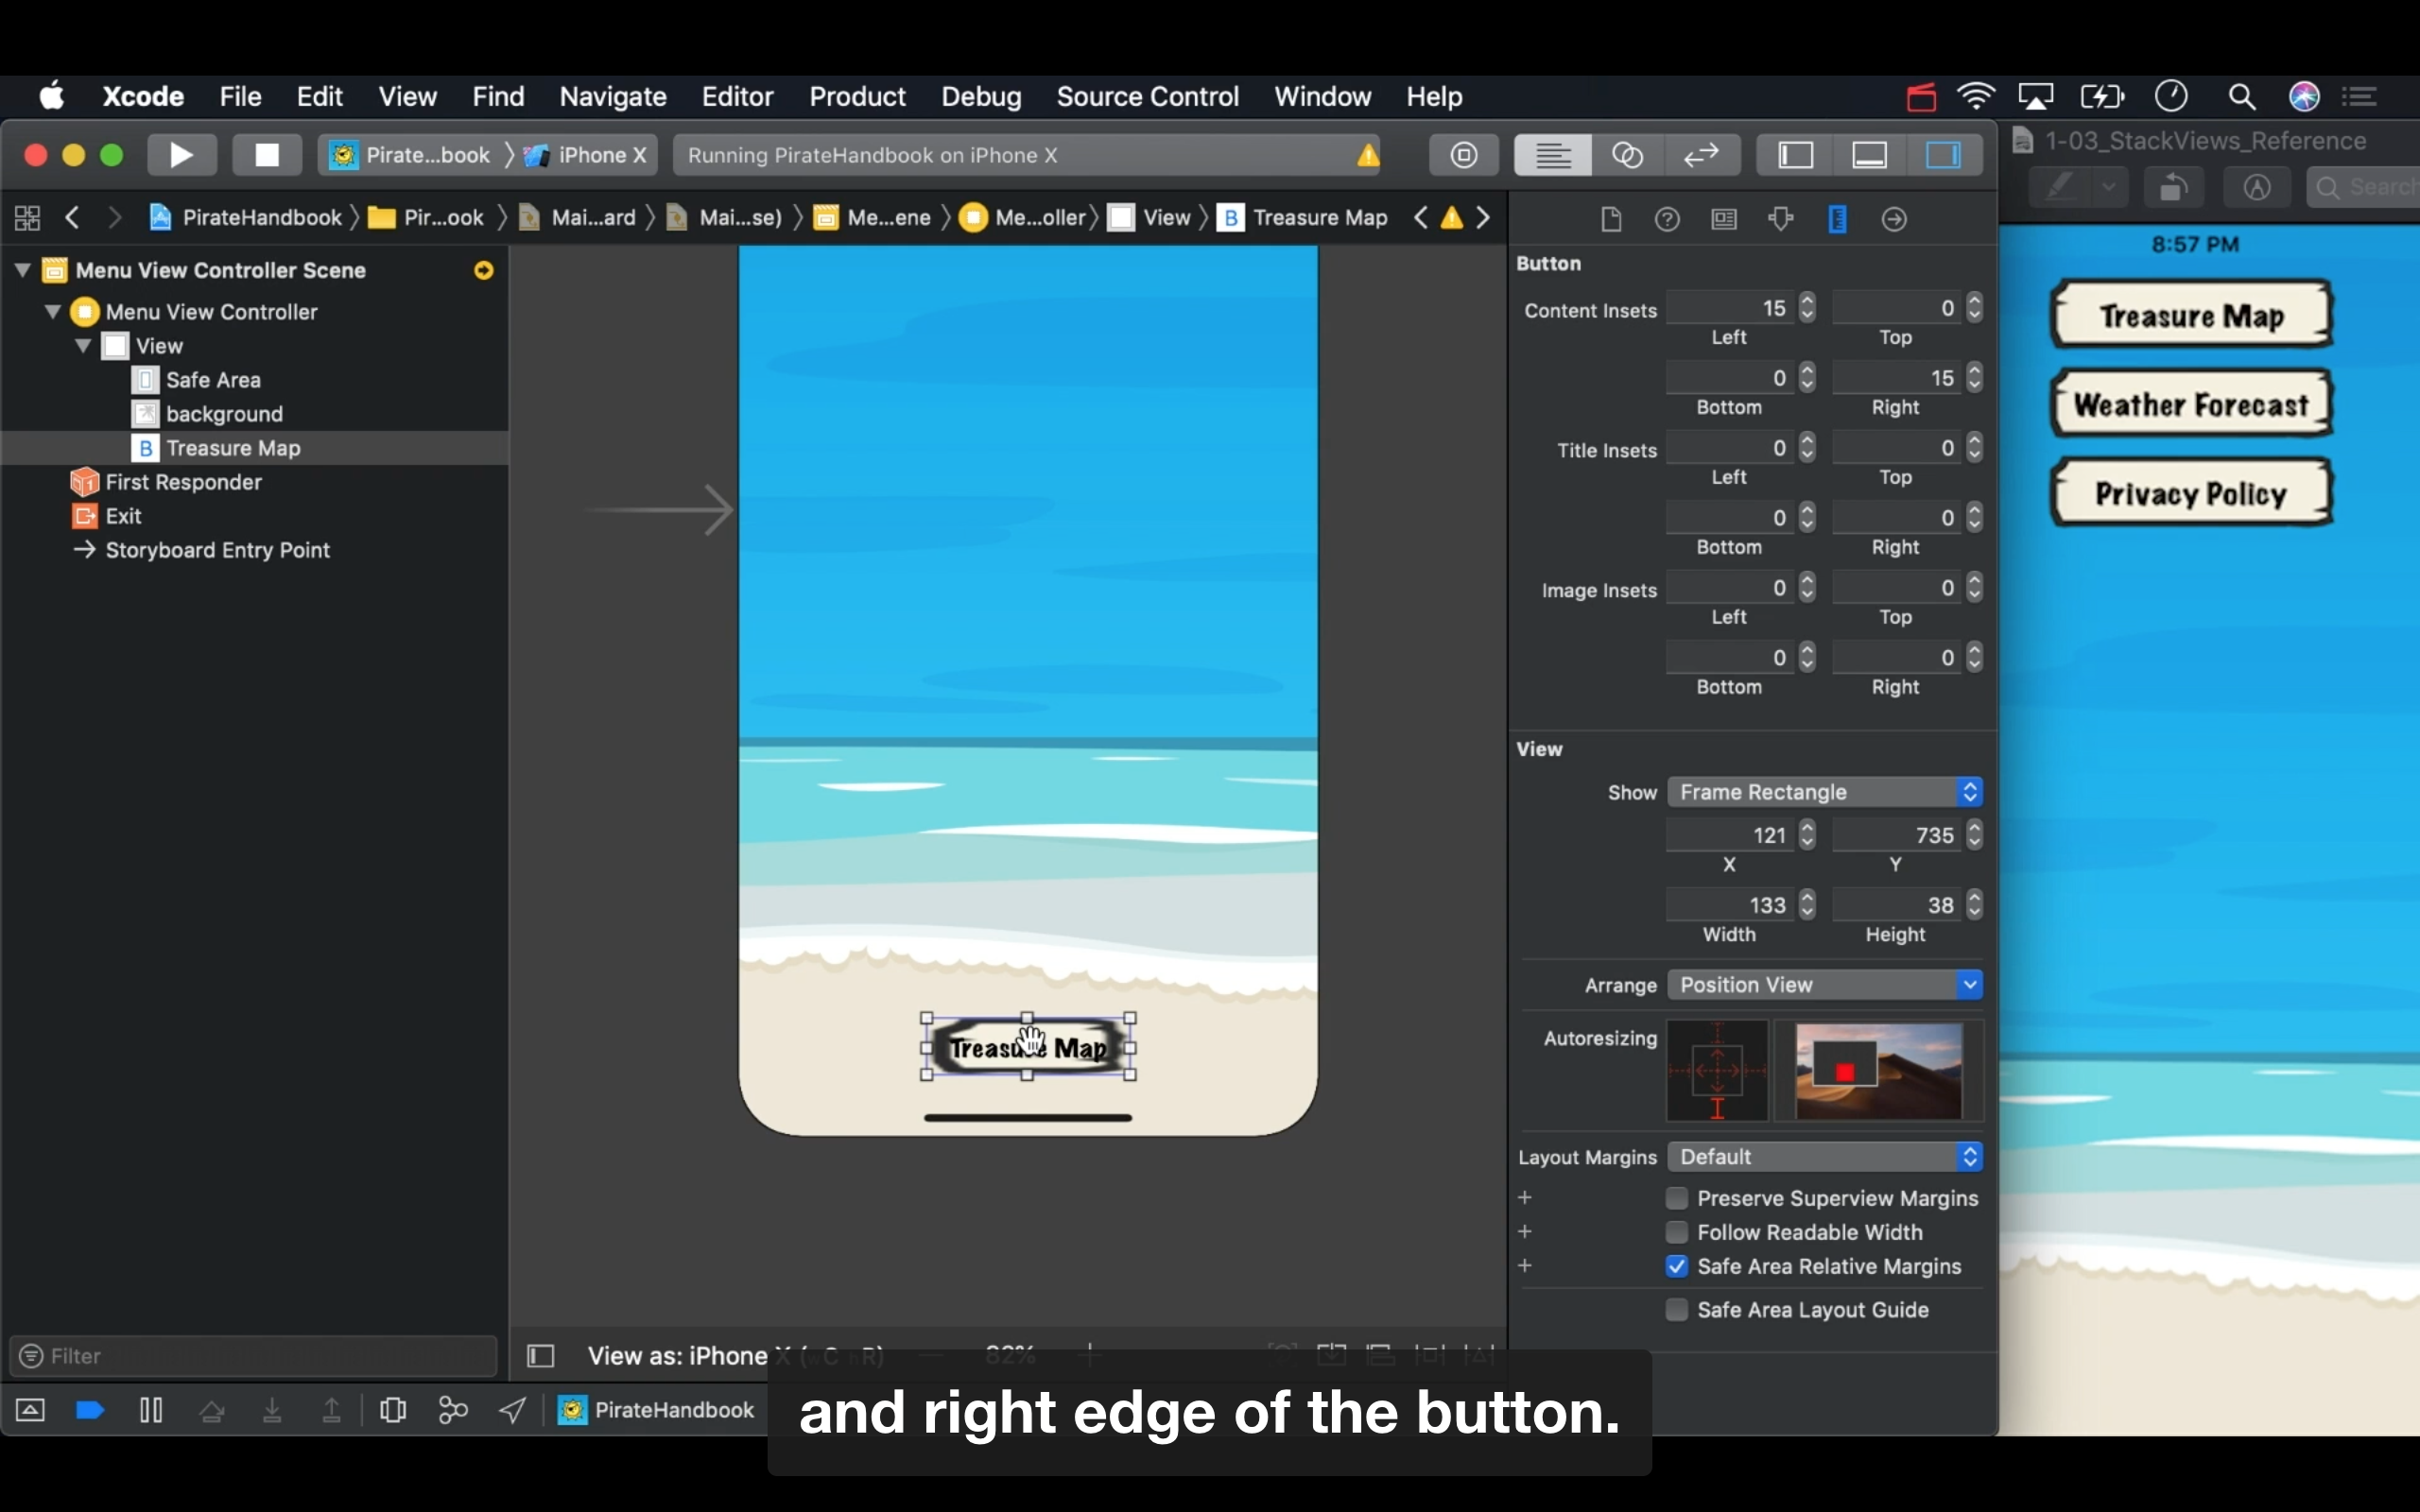 Xcode File Edit View Find Navigate Editor Product Debug Source Control Window Help
Pirate...book iPhone X Running PirateHandbook on iPhone X
1-03_StackViews_Reference
Search
PirateHandbook Pir...ook Mai...ard Mai...se) Me...ene Me...oller View B Treasure Map
Menu View Controller Scene
Menu View Controller
View
Safe Area
background
B Treasure Map
1 First Responder
Exit
Storyboard Entry Point
Filter
Treasure Map
View as: iPhone X (wC hR) 82%
PirateHandbook
Button
Content Insets 15 0
Left Top
0 15
Bottom Right
Title Insets 0 0
Left Top
0 0
Bottom Right
Image Insets 0 0
Left Top
0 0
Bottom Right
View
Show Frame Rectangle
121 735
X Y
133 38
Width Height
Arrange Position View
Autoresizing
Layout Margins Default
Preserve Superview Margins
Follow Readable Width
Safe Area Relative Margins
Safe Area Layout Guide
8:57 PM
Treasure Map
Weather Forecast
Privacy Policy
and right edge of the button.